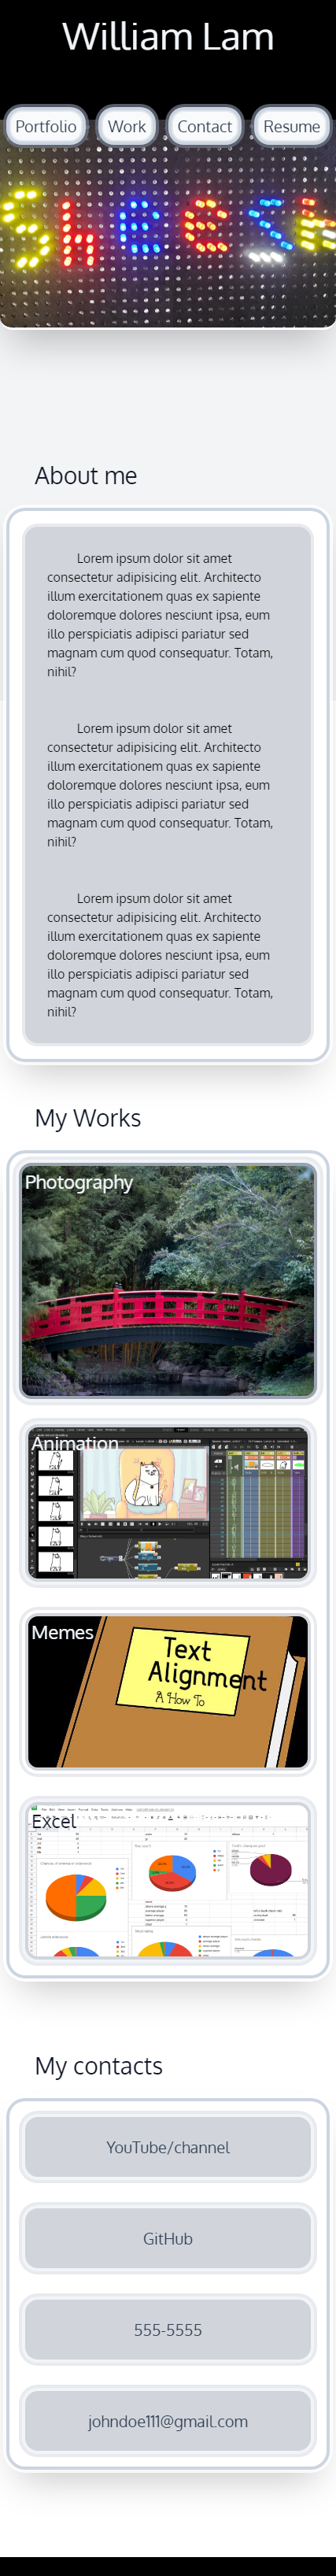 William Lam
Portfolio
Work
Contact
Resume
About me
Lorem ipsum dolor sit amet
consectetur adipisicing elit. Architecto
illum exercitationem quas ex sapiente
doloremque dolores nesciunt ipsa, eum
illo perspiciatis adipisci pariatur sed
magnam cum quod consequatur. Totam,
nihil?
Lorem ipsum dolor sit amet
consectetur adipisicing elit. Architecto
illum exercitationem quas ex sapiente
doloremque dolores nesciunt ipsa, eum
illo perspiciatis adipisci pariatur sed
magnam cum quod consequatur. Totam,
nihil?
Lorem ipsum dolor sit amet
consectetur adipisicing elit. Architecto
illum exercitationem quas ex sapiente
doloremque dolores nesciunt ipsa, eum
illo perspiciatis adipisci pariatur sed
magnam cum quod consequatur. Totam,
nihil?
My Works
Photography
Animation
Memes
Text
Alignment
A How To
Excel
My contacts
YouTube/channel
GitHub
555-5555
johndoe111@gmail.com